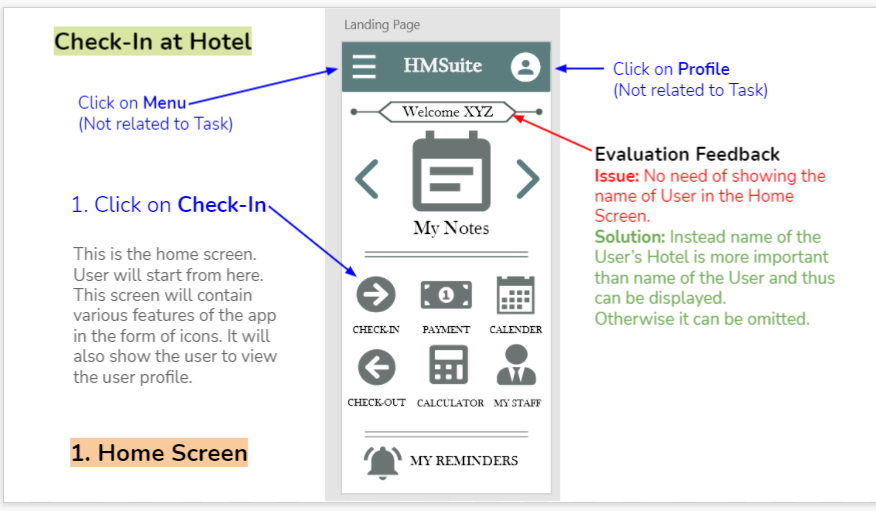 Check-In at Hotel
Landing Page
HMSuite
Click on Menu
(Not related to Task)
Click on Profile
(Not related to Task)
Welcome XYZ
My Notes
1. Click on Check-In
This is the home screen.
User will start from here.
This screen will contain
various features of the app
in the form of icons. It will
also show the user to view
the user profile.
Evaluation Feedback
Issue: No need of showing the
name of User in the Home
Screen.
Solution: Instead name of the
User's Hotel is more important
than name of the User and thus
can be displayed.
Otherwise it can be omitted.
1
CHECK-IN PAYMENT CALENDER
CHECK-OUT CALCULATOR MY STAFF
MY REMINDERS
1. Home Screen